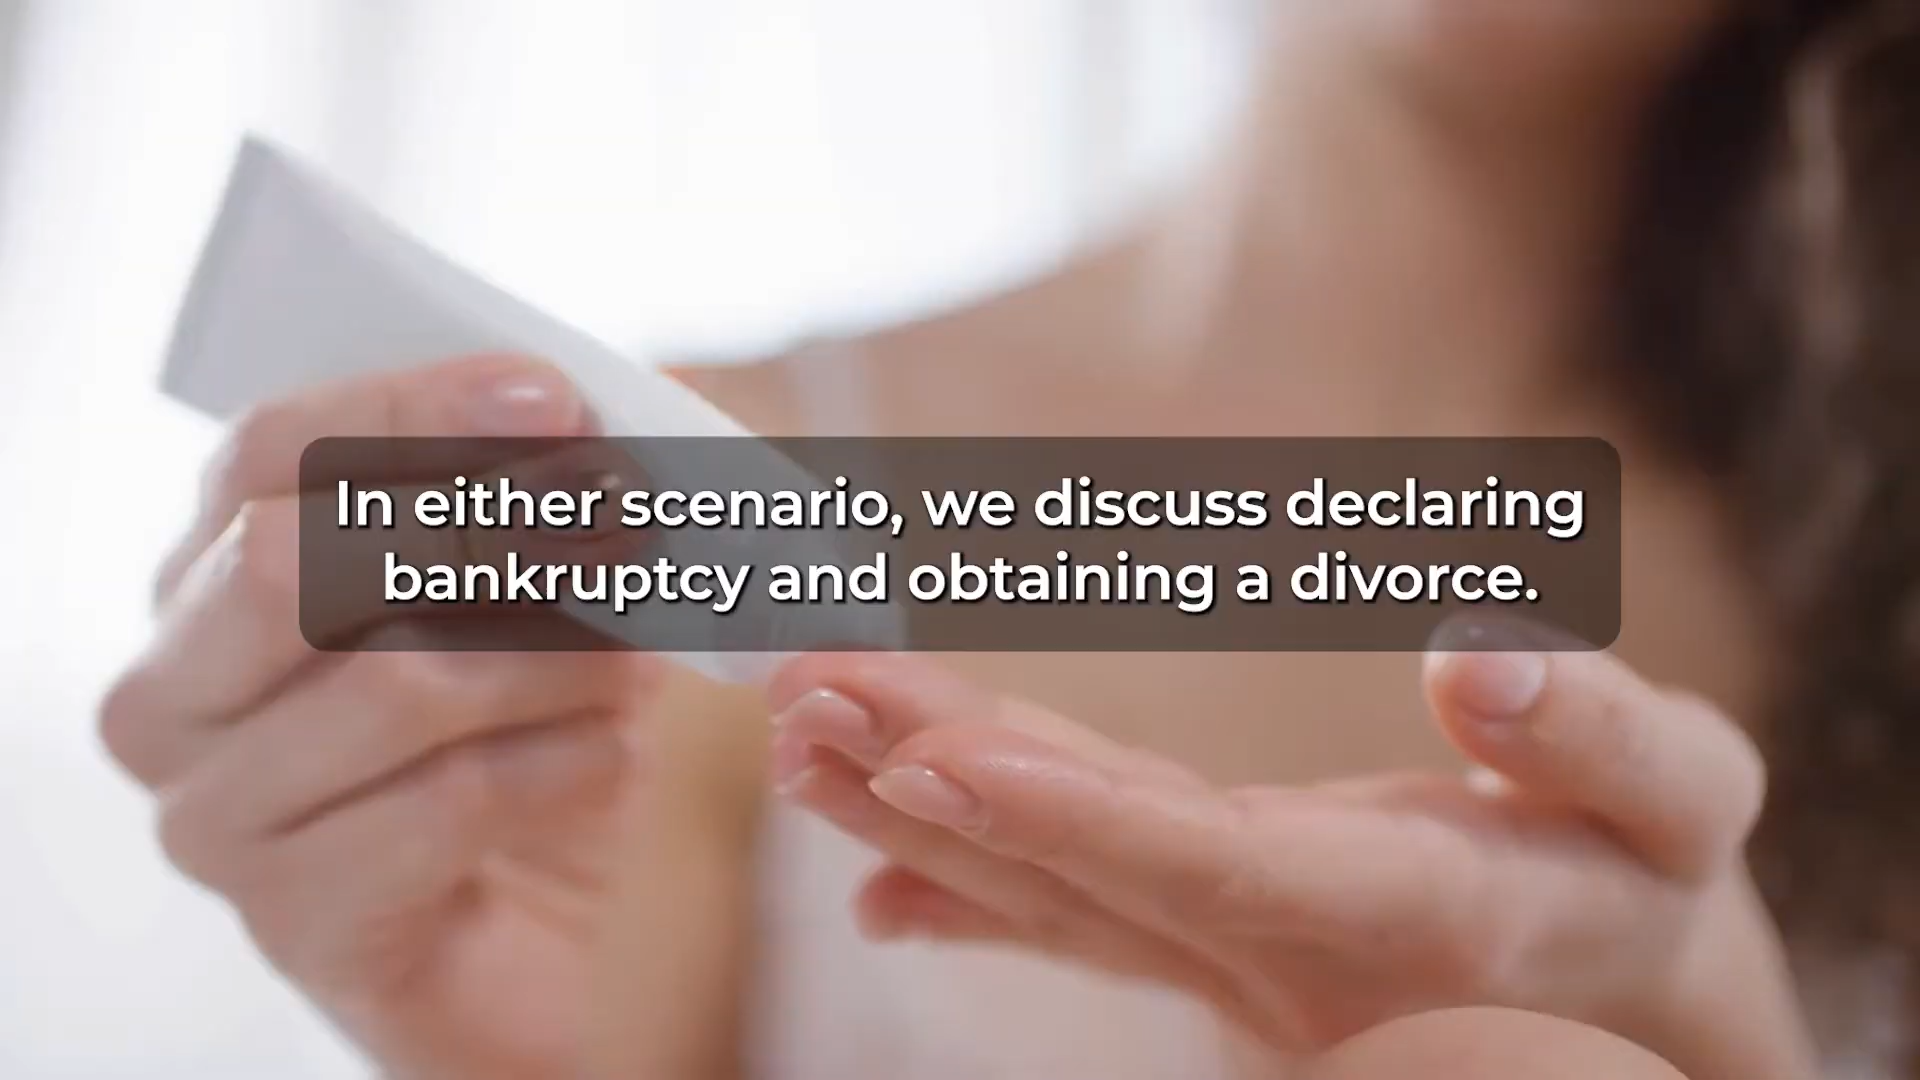 In either scenario, we discuss declaring
bankruptcy and obtaining a divorce.